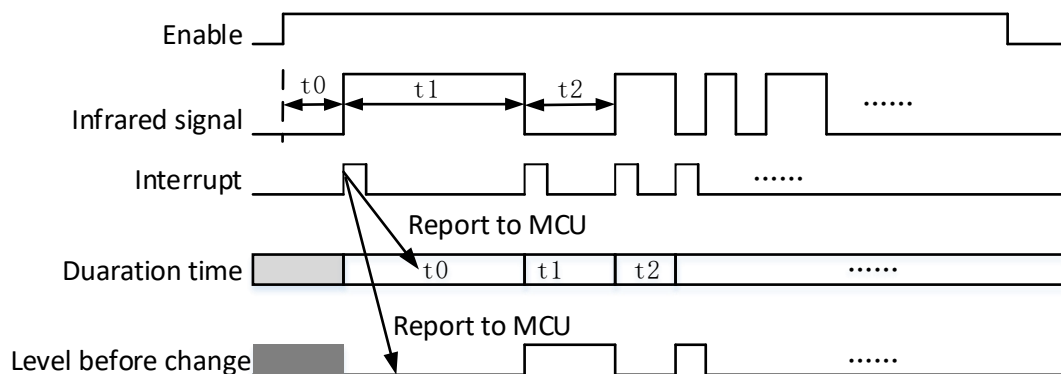 Enable
t0
t1
t2
Infrared signal
......
Interrupt
......
Report to MCU
Duaration time
t0
t1
t2
......
Report to MCU
Level before change
......